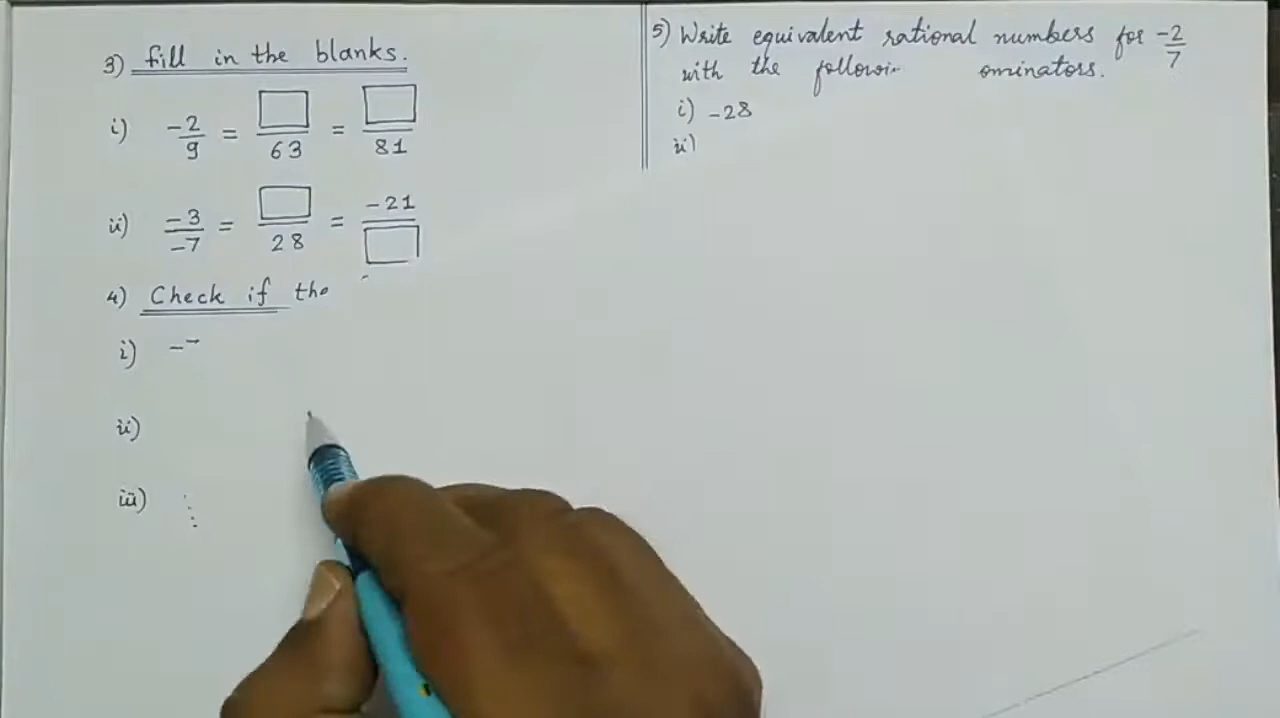 3) fill in the blanks.
i) -2/9 = □/63 = □/81
ii) -3/-7 = □/28 = -21/□
4) Check if the
i)
ii)
iii)
5) Write equivalent rational numbers for -2/7
with the
i) -28
ii)